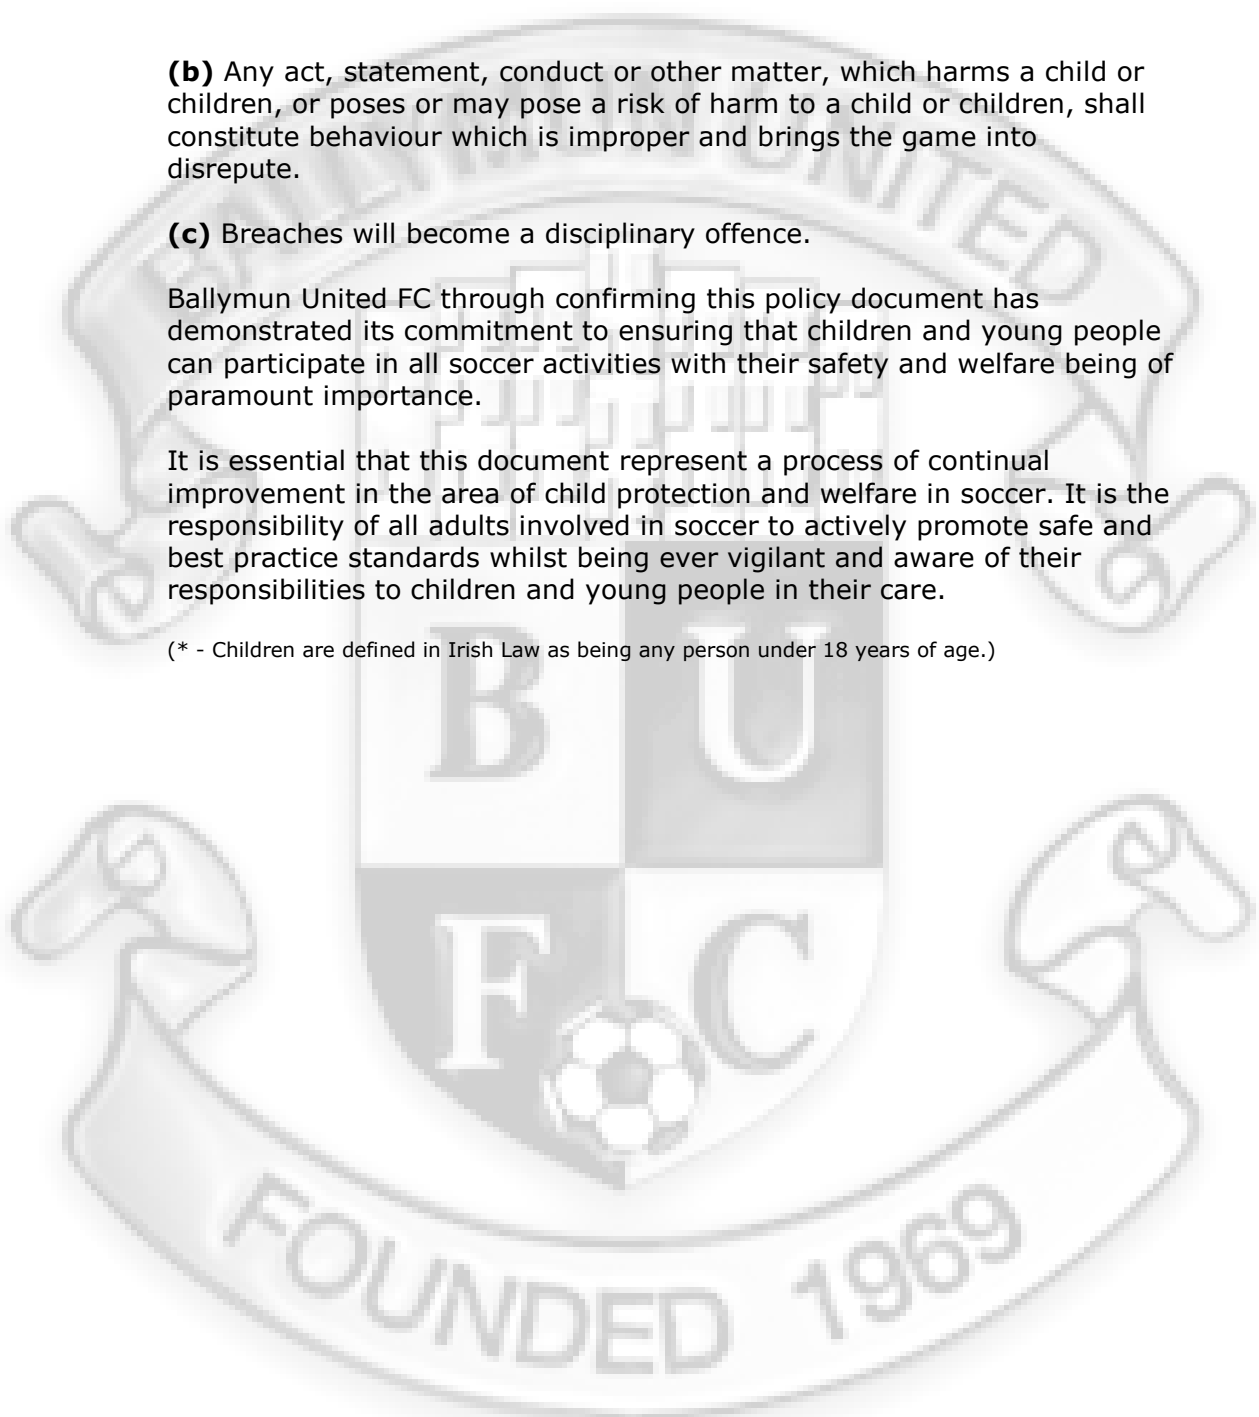 BALLYMUN UNITED
(b) Any act, statement, conduct or other matter, which harms a child or
children, or poses or may pose a risk of harm to a child or children, shall
constitute behaviour which is improper and brings the game into
disrepute.
(c) Breaches will become a disciplinary offence.
Ballymun United FC through confirming this policy document has
demonstrated its commitment to ensuring that children and young people
can participate in all soccer activities with their safety and welfare being of
paramount importance.
It is essential that this document represent a process of continual
improvement in the area of child protection and welfare in soccer. It is the
responsibility of all adults involved in soccer to actively promote safe and
best practice standards whilst being ever vigilant and aware of their
responsibilities to children and young people in their care.
(* - Children are defined in Irish Law as being any person under 18 years of age.)
B U
F C
FOUNDED 1969